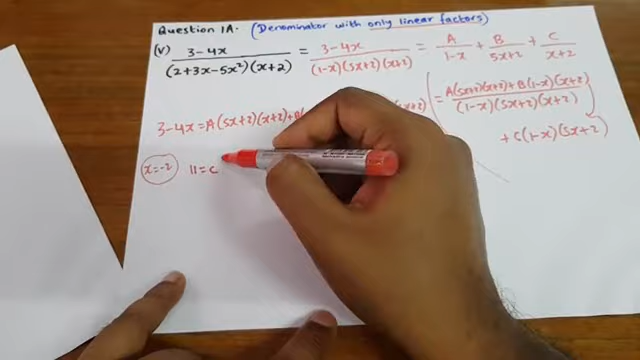 Question 1A. (Denominator with only linear factors)
(v) 3-4x / (2+3x-5x²)(x+2) = 3-4x / (1-x)(5x+2)(x+2) = A / 1-x + B / 5x+2 + C / x+2
= A(5x+2)(x+2)+B(1-x)(x+2) / (1-x)(5x+2)(x+2)
+ C(1-x)(5x+2)
3-4x = A(5x+2)(x+2)+B(
x=-2 11=C